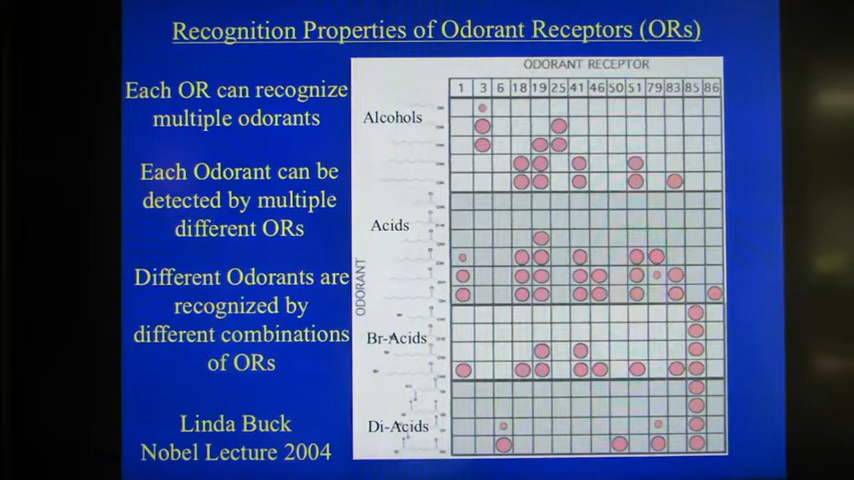 Recognition Properties of Odorant Receptors (ORs)
Each OR can recognize
multiple odorants
Each Odorant can be
detected by multiple
different ORs
Different Odorants are
recognized by
different combinations
of ORs
Linda Buck
Nobel Lecture 2004
ODORANT RECEPTOR
1 3 6 18 19 25 41 46 50 51 79 83 85 86
Alcohols
Acids
Br-Acids
Di-Acids
ODORANT